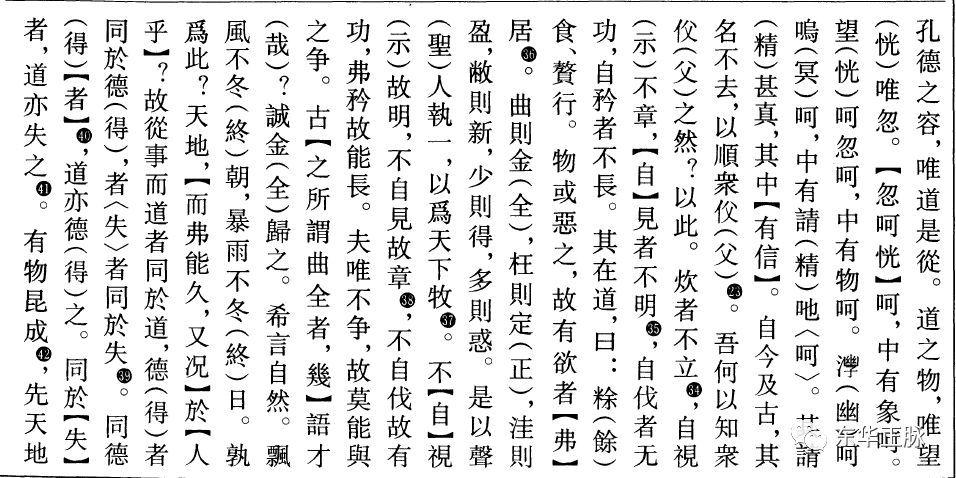 孔德之容，唯道是從。　道之物，唯望
（恍）唯忽。【忽呵恍】呵，中有象呵。
望（恍）呵忽呵，中有物呵。（幽呵
嗚（冥）呵，中有請（精）吔〈呵〉。其請
（精）甚真，其中【有信】。　自今及古，其
名不去，以順衆仪（父）㉓。　吾何以知衆
仪（父）之然？以此。　炊者不立㉞，自視
（示）不章，【自】見者不明㉟，自伐者无
功，自矜者不長。　其在道，曰：（餘）
食、贅行。　物或惡之，故有欲者【弗】
居㊱。　曲則金（全），枉則定（正），洼則
盈，敝則新，少則得，多則惑。　是以聲
（聖）人執一，以爲天下牧㊲。　不【自】視
（示）故明，不自見故章㊳，不自伐故有
功，弗矜故能長。　夫唯不争，故莫能與
之争。　古【之所謂曲全者，幾】語才
（哉）？誠金（全）歸之。　希言自然。　飄
風不冬（終）朝，暴雨不冬（終）日。　孰
爲此？天地，【而弗能久，又况】於【人
乎】？故從事而道者同於道，德（得）者
同於德（得），者〈失〉者同於失㊴。　同德
（得）【者】㊵，道亦德（得）之。　同於【失】
者，道亦失之㊶。　有物昆成㊷，先天地